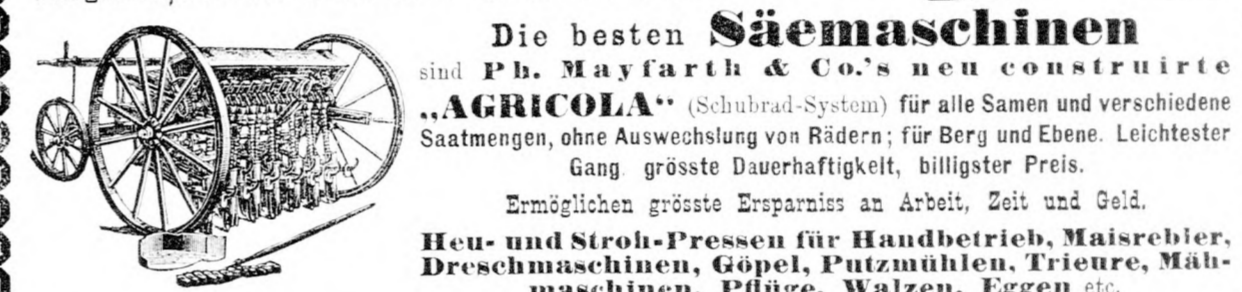 Die besten Säemaschinen
sind Ph. Mayfarth & Co.'s neu construirte
„AGRICOLA“ (Schubrad-System) für alle Samen und verschiedene
Saatmengen, ohne Auswechslung von Rädern; für Berg und Ebene. Leichtester
Gang. grösste Dauerhaftigkeit, billigster Preis.
Ermöglichen grösste Ersparniss an Arbeit, Zeit und Geld.
Heu- und Stroh-Pressen für Handbetrieb, Maisrebler,
Dreschmaschinen, Göpel, Putzmühlen, Trieure, Mäh-
maschinen, Pflüge, Walzen, Eggen etc.